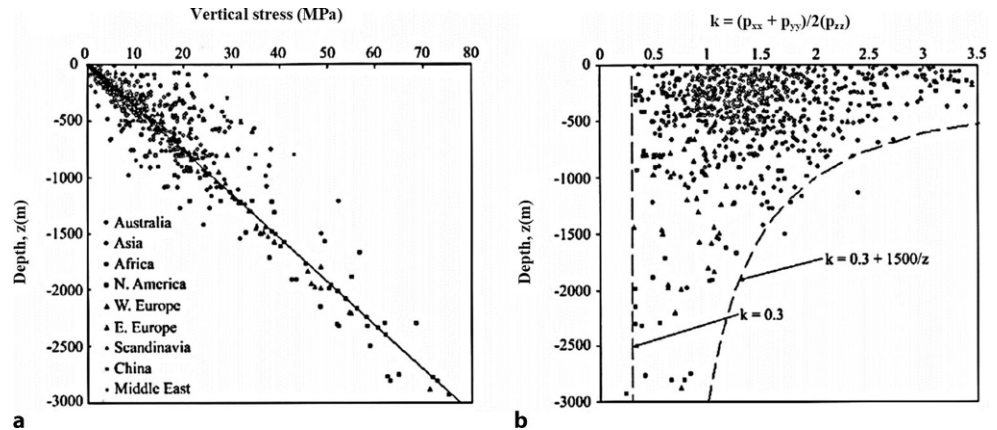 Vertical stress (MPa)
0 10 20 30 40 50 60 70 80
0
-500
-1000
-1500
-2000
-2500
-3000
Depth, z(m)
Australia
Asia
Africa
N. America
W. Europe
E. Europe
Scandinavia
China
Middle East
a
k = (pxx + pyy)/2(pzz)
0 0.5 1 1.5 2 2.5 3 3.5
0
-500
-1000
-1500
-2000
-2500
-3000
Depth, z(m)
k = 0.3 + 1500/z
k = 0.3
b